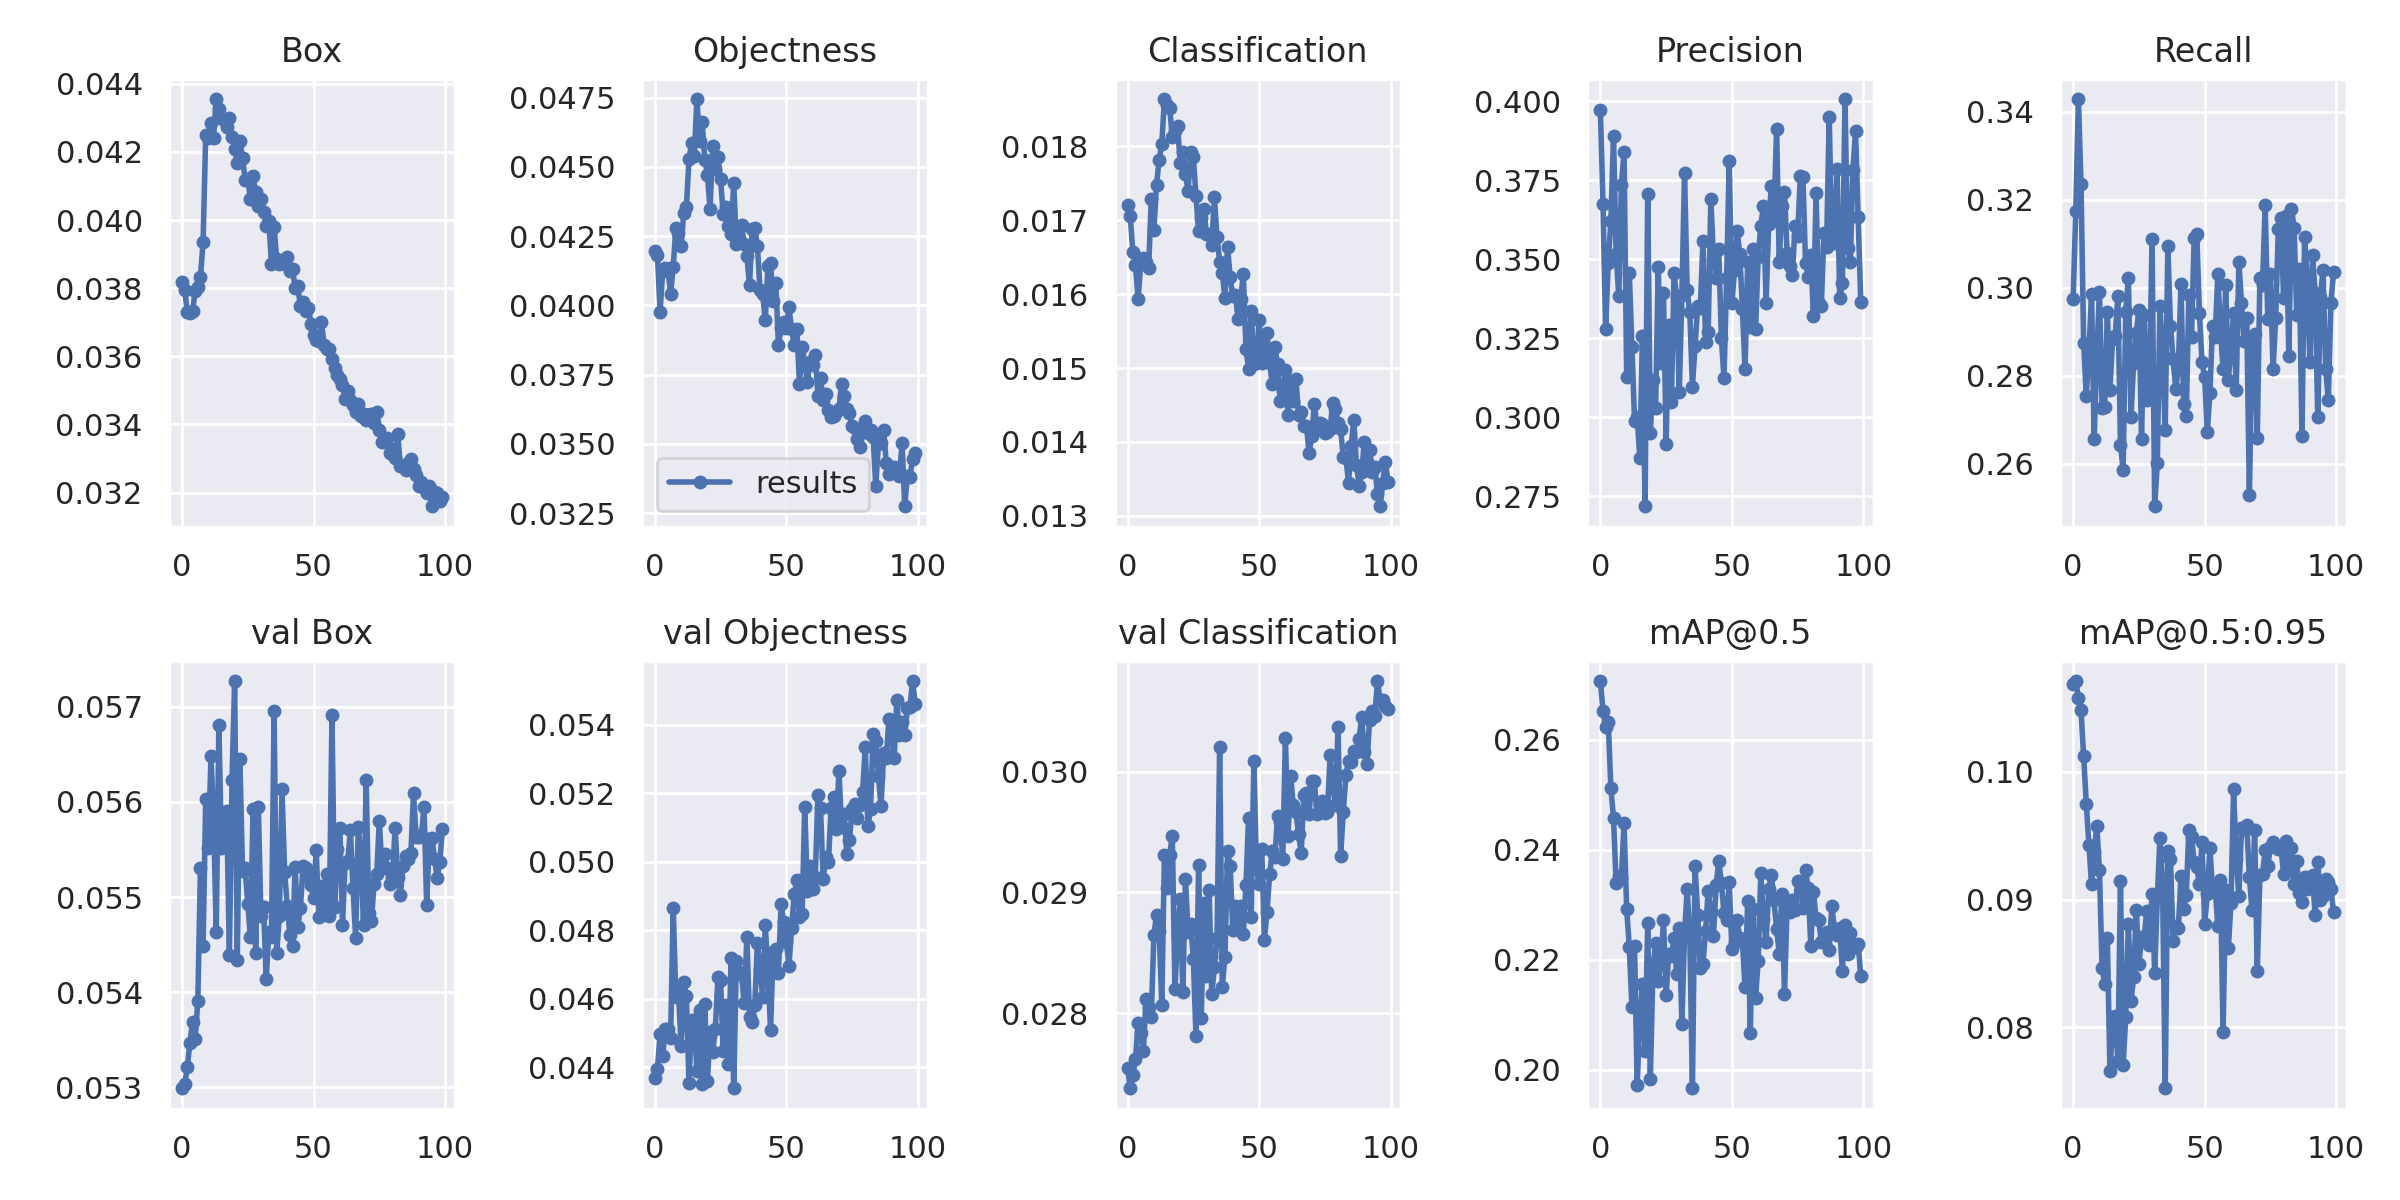 Box
Objectness
Classification
Precision
Recall
0.044
0.042
0.040
0.038
0.036
0.034
0.032
0 50 100
0.0475
0.0450
0.0425
0.0400
0.0375
0.0350
0.0325
results
0 50 100
0.018
0.017
0.016
0.015
0.014
0.013
0 50 100
0.400
0.375
0.350
0.325
0.300
0.275
0 50 100
0.34
0.32
0.30
0.28
0.26
0 50 100
val Box
val Objectness
val Classification
mAP@0.5
mAP@0.5:0.95
0.057
0.056
0.055
0.054
0.053
0 50 100
0.054
0.052
0.050
0.048
0.046
0.044
0 50 100
0.030
0.029
0.028
0 50 100
0.26
0.24
0.22
0.20
0 50 100
0.10
0.09
0.08
0 50 100